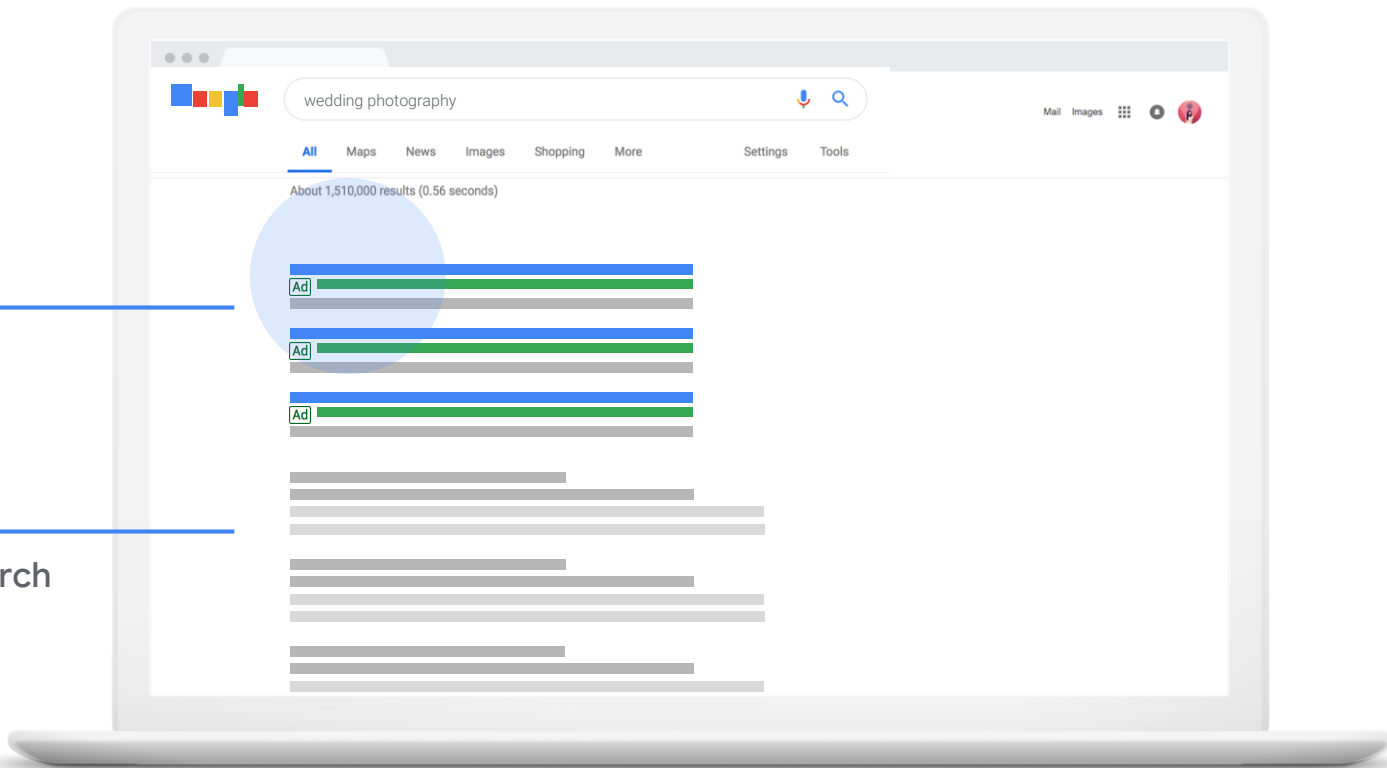 wedding photography
Mail Images
All Maps News Images Shopping More Settings Tools
About 1,510,000 results (0.56 seconds)
Ad
Ad
Ad
rch